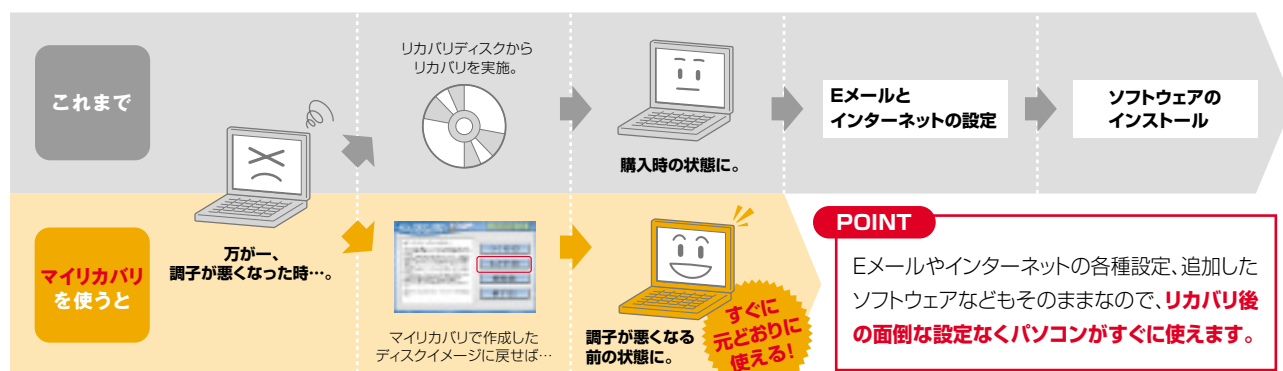 これまで
万が一、
調子が悪くなった時…。
リカバリディスクから
リカバリを実施。
購入時の状態に。
Eメールと
インターネットの設定
ソフトウェアの
インストール
マイリカバリ
を使うと
マイリカバリで作成した
ディスクイメージに戻せば…
調子が悪くなる
前の状態に。
すぐに
元どおりに
使える!
POINT
Eメールやインターネットの各種設定、追加した
ソフトウェアなどもそのままなので、リカバリ後
の面倒な設定なくパソコンがすぐに使えます。